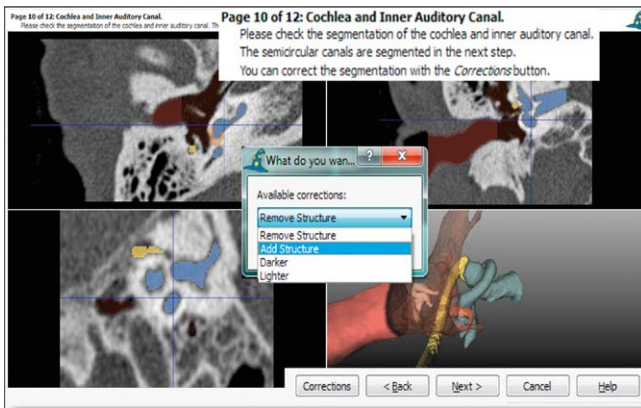 Page 10 of 12: Cochlea and Inner Auditory Canal.
Please check the segmentation of the cochlea and inner auditory canal. Th
Page 10 of 12: Cochlea and Inner Auditory Canal.
Please check the segmentation of the cochlea and inner auditory canal.
The semicircular canals are segmented in the next step.
You can correct the segmentation with the Corrections button.
What do you wan...
?
X
Available corrections:
Remove Structure
Remove Structure
Add Structure
Darker
Lighter
Corrections
< Back
Next >
Cancel
Help